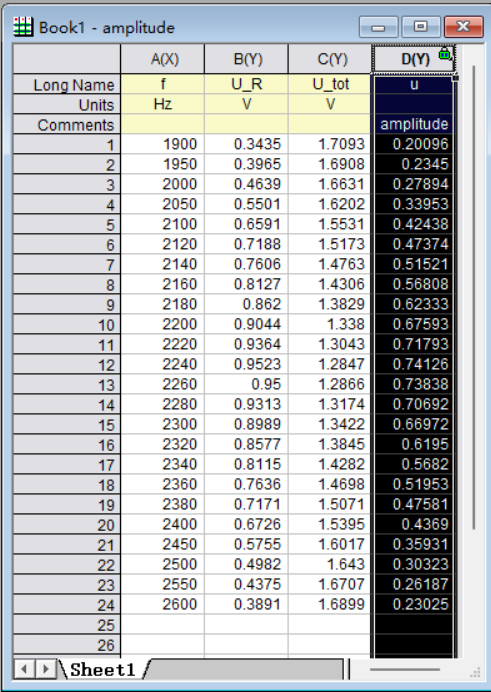 Book1 - amplitude
A(X) B(Y) C(Y) D(Y)
Long Name f U_R U_tot u
Units Hz V V
Comments amplitude
1 1900 0.3435 1.7093 0.20096
2 1950 0.3965 1.6908 0.2345
3 2000 0.4639 1.6631 0.27894
4 2050 0.5501 1.6202 0.33953
5 2100 0.6591 1.5531 0.42438
6 2120 0.7188 1.5173 0.47374
7 2140 0.7606 1.4763 0.51521
8 2160 0.8127 1.4306 0.56808
9 2180 0.862 1.3829 0.62333
10 2200 0.9044 1.338 0.67593
11 2220 0.9364 1.3043 0.71793
12 2240 0.9523 1.2847 0.74126
13 2260 0.95 1.2866 0.73838
14 2280 0.9313 1.3174 0.70692
15 2300 0.8989 1.3422 0.66972
16 2320 0.8577 1.3845 0.6195
17 2340 0.8115 1.4282 0.5682
18 2360 0.7636 1.4698 0.51953
19 2380 0.7171 1.5071 0.47581
20 2400 0.6726 1.5395 0.4369
21 2450 0.5755 1.6017 0.35931
22 2500 0.4982 1.643 0.30323
23 2550 0.4375 1.6707 0.26187
24 2600 0.3891 1.6899 0.23025
25
26
Sheet1